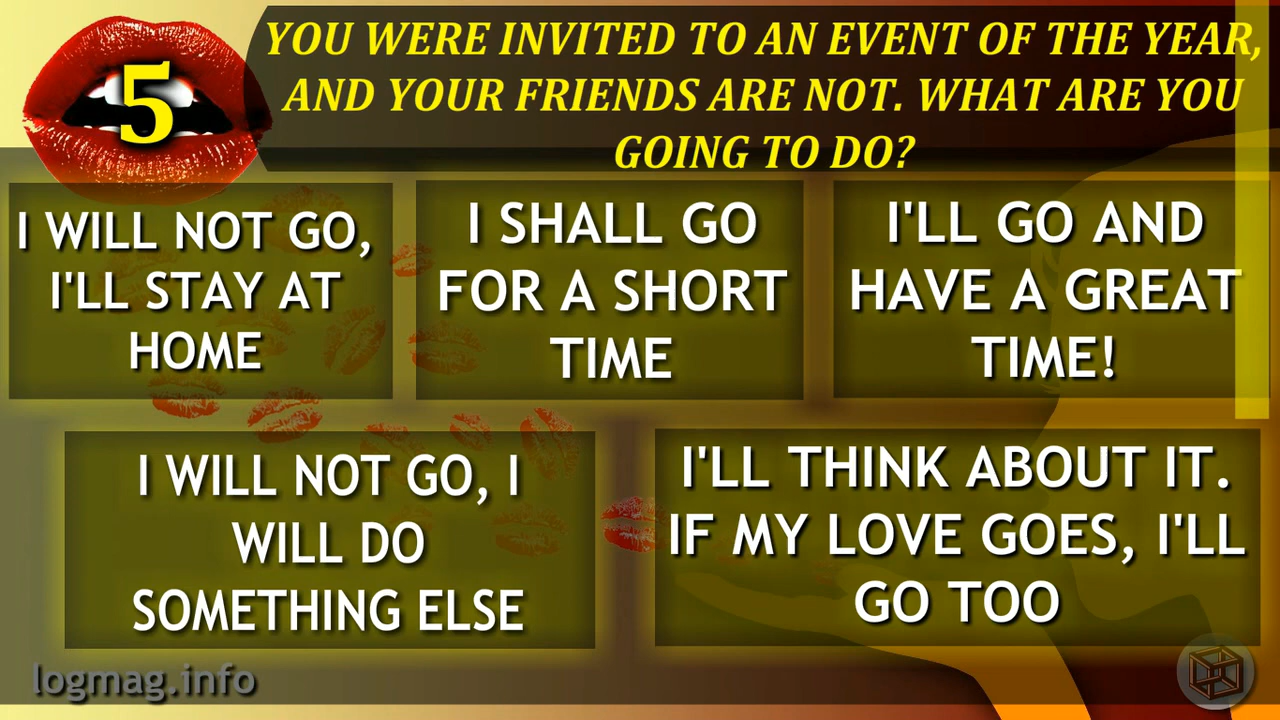 5
YOU WERE INVITED TO AN EVENT OF THE YEAR,
AND YOUR FRIENDS ARE NOT. WHAT ARE YOU
GOING TO DO?
I WILL NOT GO,
I'LL STAY AT
HOME
I SHALL GO
FOR A SHORT
TIME
I'LL GO AND
HAVE A GREAT
TIME!
I WILL NOT GO, I
WILL DO
SOMETHING ELSE
I'LL THINK ABOUT IT.
IF MY LOVE GOES, I'LL
GO TOO
logmag.info